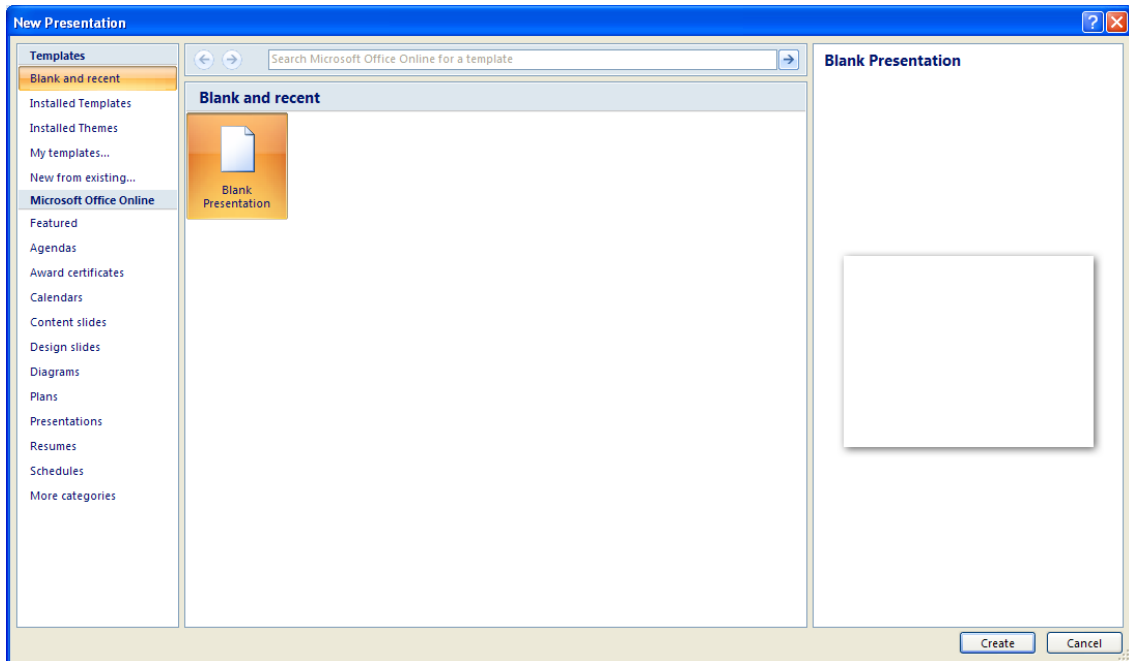 New Presentation
Templates
Blank and recent
Installed Templates
Installed Themes
My templates...
New from existing...
Microsoft Office Online
Featured
Agendas
Award certificates
Calendars
Content slides
Design slides
Diagrams
Plans
Presentations
Resumes
Schedules
More categories
Search Microsoft Office Online for a template
Blank and recent
Blank
Presentation
Blank Presentation
Create
Cancel